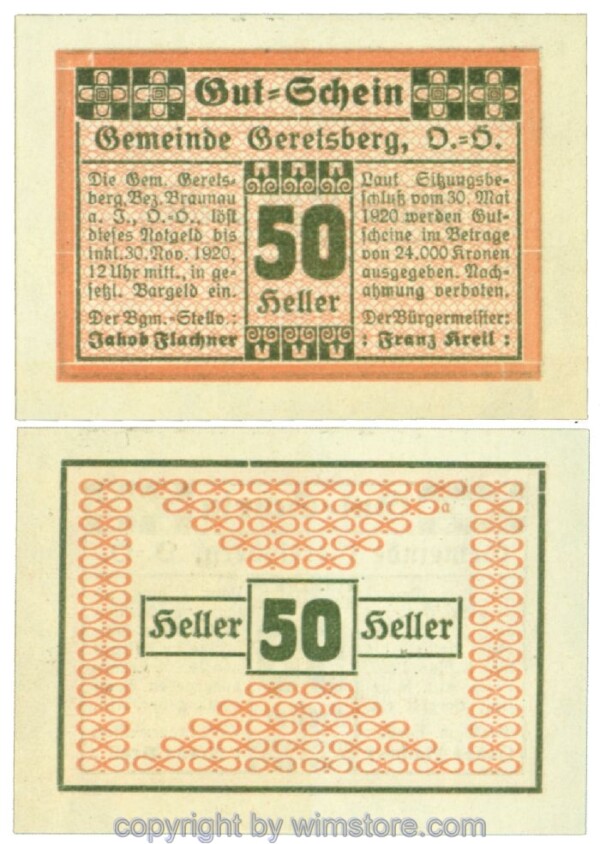 Gut=Schein
Gemeinde Geretsberg, O.=Ö.
Die Gem. Gerets-
berg, Bez. Braunau
a. I., O.-Ö., löst
dieses Notgeld bis
inkl. 30. Nov. 1920,
12 Uhr mitt., in ge-
setzl. Bargeld ein.
Der Bgm.-Stellv.:
Jakob Flachner
50
Heller
Laut Sitzungsbe-
schluß vom 30. Mai
1920 werden Gut-
scheine im Betrage
von 24.000 Kronen
ausgegeben. Nach-
ahmung verboten.
Der Bürgermeister:
: Franz Kreil :
a
Heller 50 Heller
copyright by wimstore.com